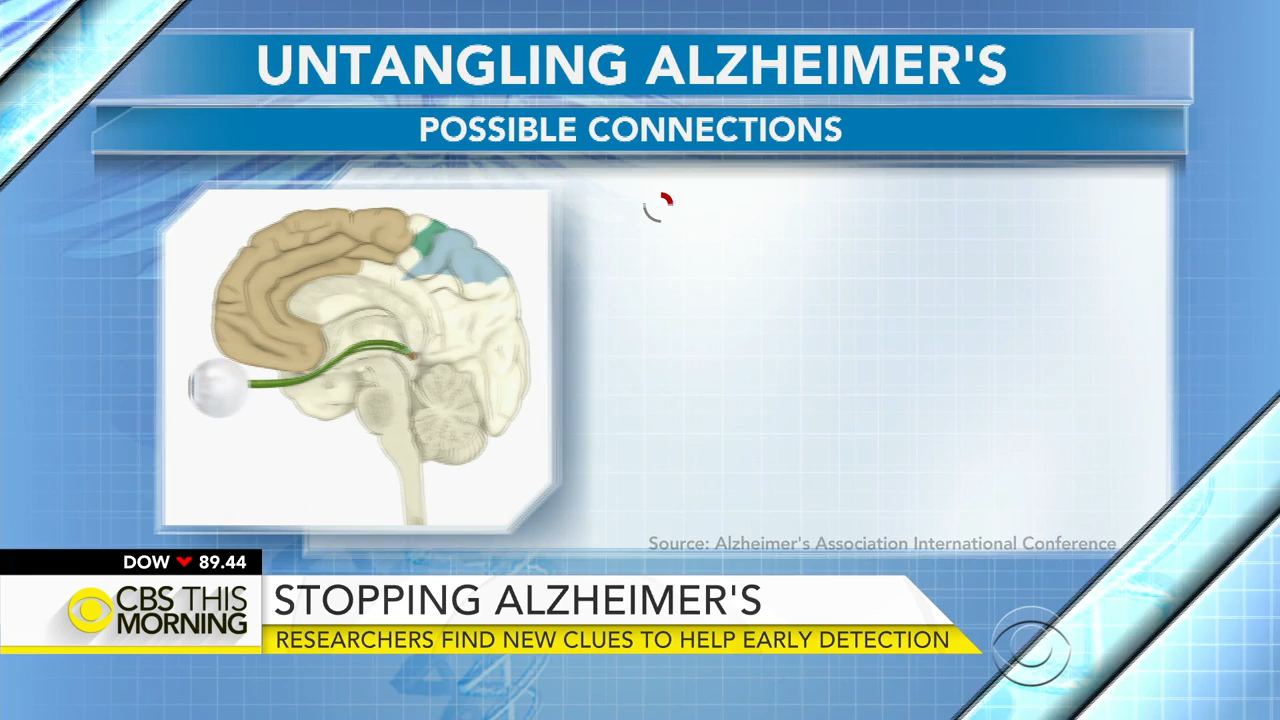 UNTANGLING ALZHEIMER'S
POSSIBLE CONNECTIONS
Source: Alzheimer's Association International Conference
DOW 89.44
CBS THIS
MORNING
STOPPING ALZHEIMER'S
RESEARCHERS FIND NEW CLUES TO HELP EARLY DETECTION